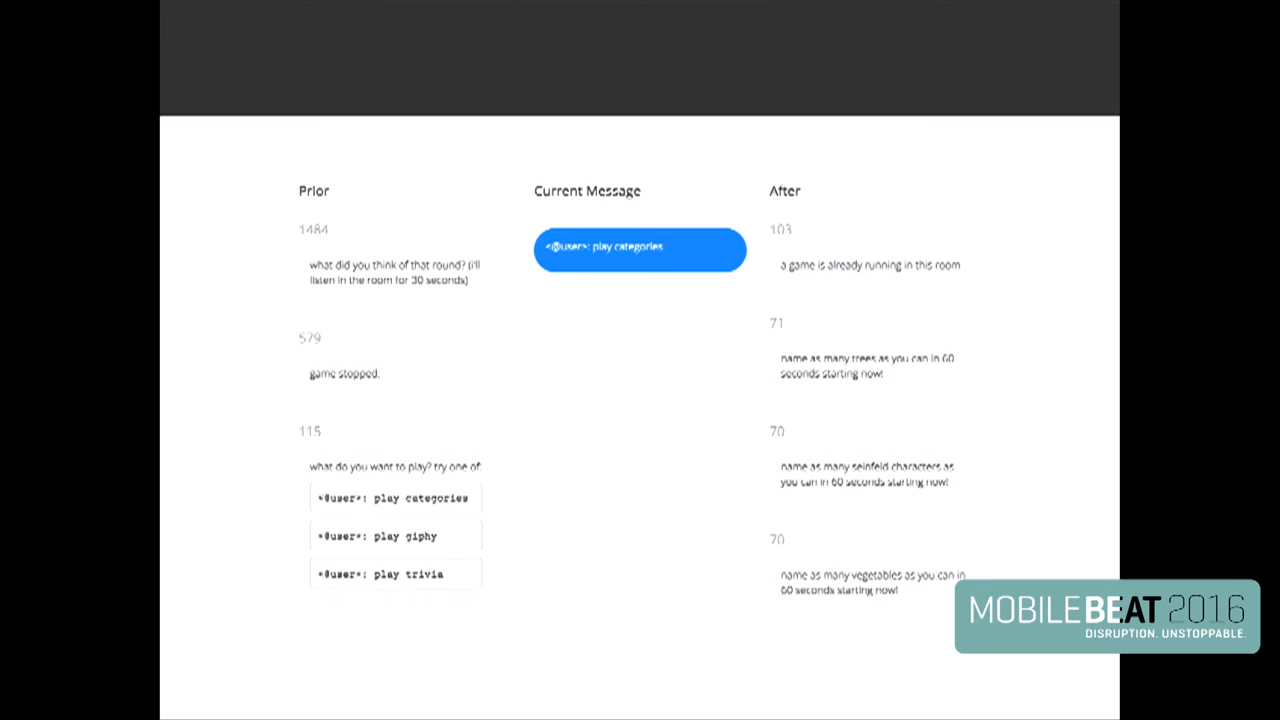 Prior
1484
what did you think of that round? (i'll
listen in the room for 30 seconds)
579
game stopped.
115
what do you want to play? try one of:
<@user>: play categories
<@user>: play giphy
<@user>: play trivia
Current Message
<@user>: play categories
After
103
a game is already running in this room
71
name as many trees as you can in 60
seconds starting now!
70
name as many seinfeld characters as
you can in 60 seconds starting now!
70
name as many vegetables as you can in
60 seconds starting now!
MOBILEBEAT 2016
DISRUPTION. UNSTOPPABLE.